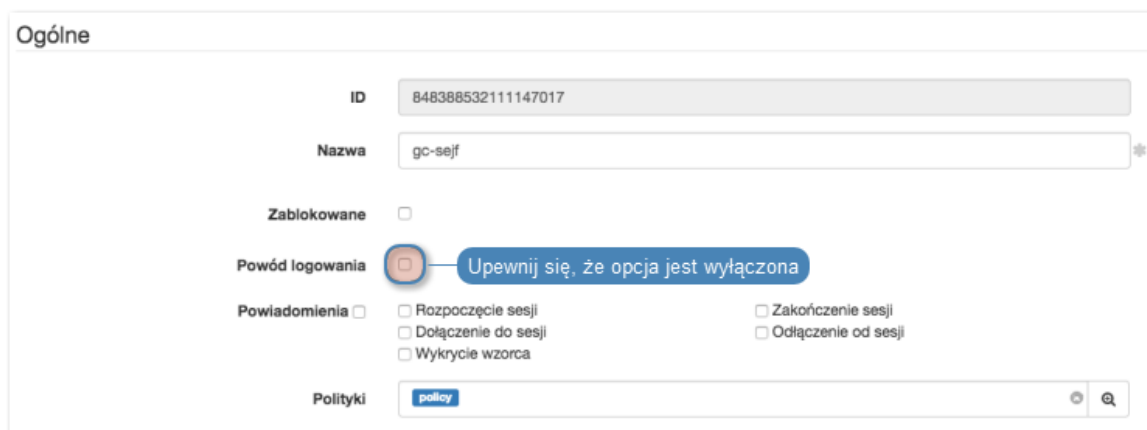 Ogólne
ID 848388532111147017
Nazwa gc-sejf
Zablokowane
Powód logowania Upewnij się, że opcja jest wyłączona
Powiadomienia Rozpoczęcie sesji Zakończenie sesji
Dołączenie do sesji Odłączenie od sesji
Wykrycie wzorca
Polityki policy